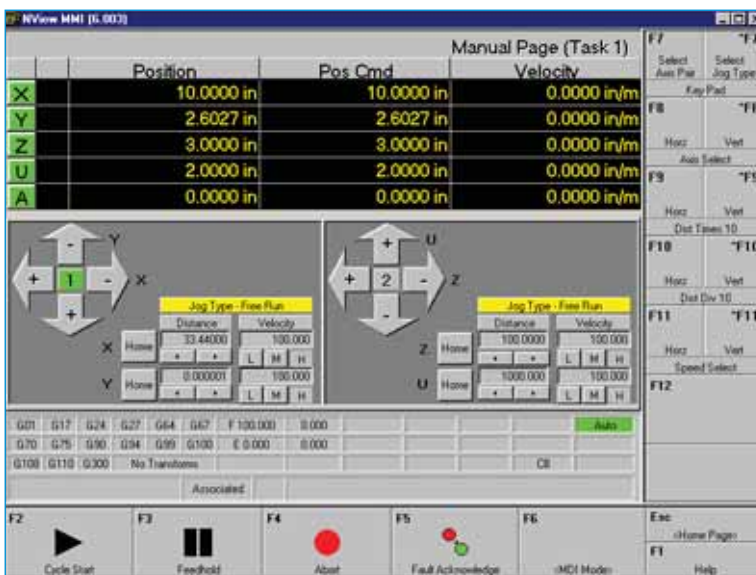 NView MMI (6.003)
Manual Page (Task 1)
Position Pos Cmd Velocity
X 10.0000 in 10.0000 in 0.0000 in/m
Y 2.6027 in 2.6027 in 0.0000 in/m
Z 3.0000 in 3.0000 in 0.0000 in/m
U 2.0000 in 2.0000 in 0.0000 in/m
A 0.0000 in 0.0000 in 0.0000 in/m
- Y
+ 1 - X
+
Jog Type - Free Run
Distance Velocity
X Home 33.44000 100.000
L M H
Y Home 0.000001 100.000
L M H
+ U
+ 2 - Z
-
Jog Type - Free Run
Distance Velocity
Z Home 100.0000 100.000
L M H
U Home 1000.000 100.000
L M H
G01 G17 G24 G27 G64 G67 F 100.000 0.000 Auto
G70 G75 G90 G94 G99 G100 E 0.000 0.000
G108 G110 G300 No Transforms
Associated
F7 ^F7
Select Axis Pair Select Jog Type
Key Pad
F8
Horz Vert
Axis Select
F9 ^F9
Horz Vert
Dist Times 10
F10 ^F10
Horz Vert
Dist Div 10
F11 ^F11
Horz Vert
Speed Select
F12
F2 Cycle Start
F3 Feedhold
F4 Abort
F5 Fault Acknowledge
F6 <MDI Mode>
Esc <Home Page>
F1 Help